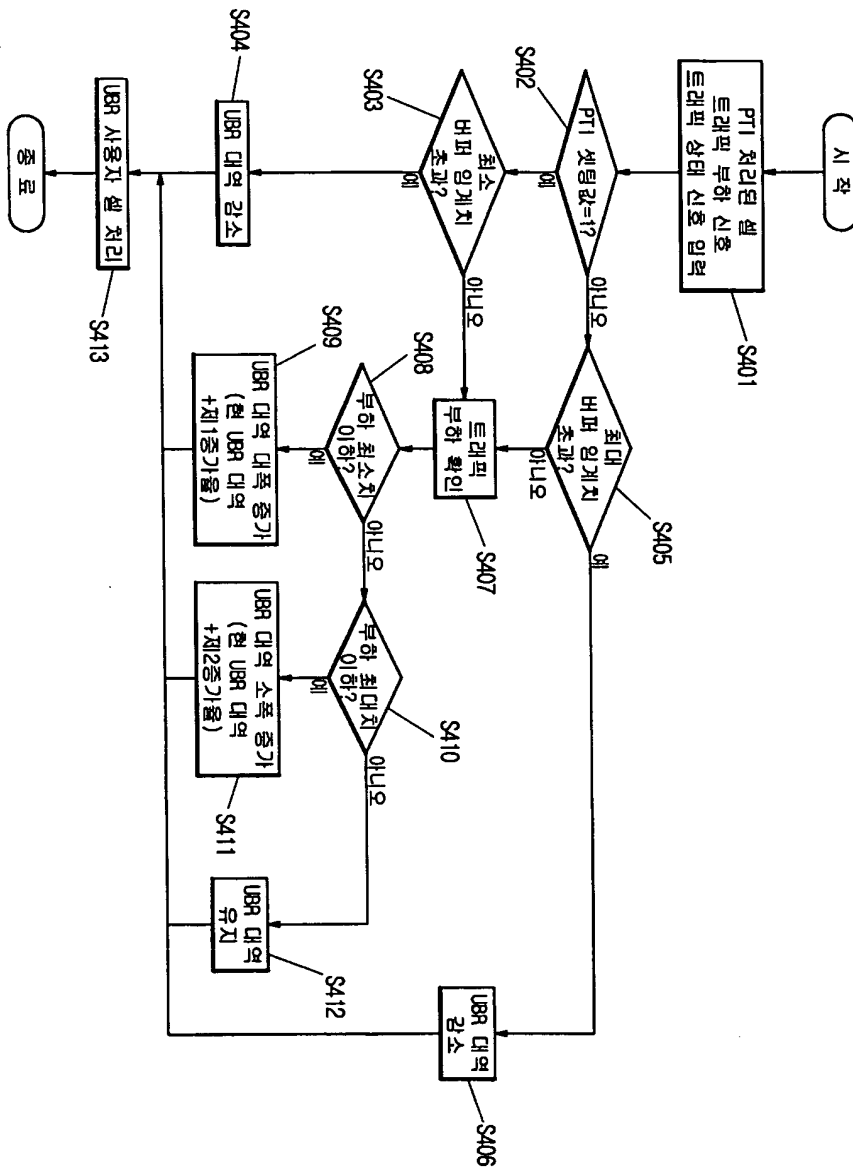 시 작
PTI 처리된 셀
트래픽 부하 신호
트래픽 상태 신호 입력
S401
PTI 셋팅값=1?
S402
예
아니오
최소
버퍼 임계치
초과?
S403
예
아니오
UBR 대역 감소
S404
최대
버퍼 임계치
초과?
S405
예
아니오
UBR 대역
감소
S406
트래픽
부하 확인
S407
부하 최소치
이하?
S408
예
아니오
UBR 대역 대폭 증가
(현 UBR 대역
+제1증가율)
S409
부하 최대치
이하?
S410
예
아니오
UBR 대역 소폭 증가
(현 UBR 대역
+제2증가율)
S411
UBR 대역
유지
S412
UBR 사용자 셀 처리
S413
종 료